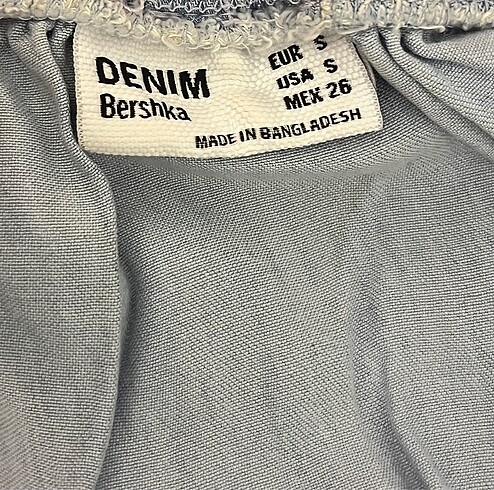 DENIM
Bershka
EUR S
USA S
MEX 26
MADE IN BANGLADESH